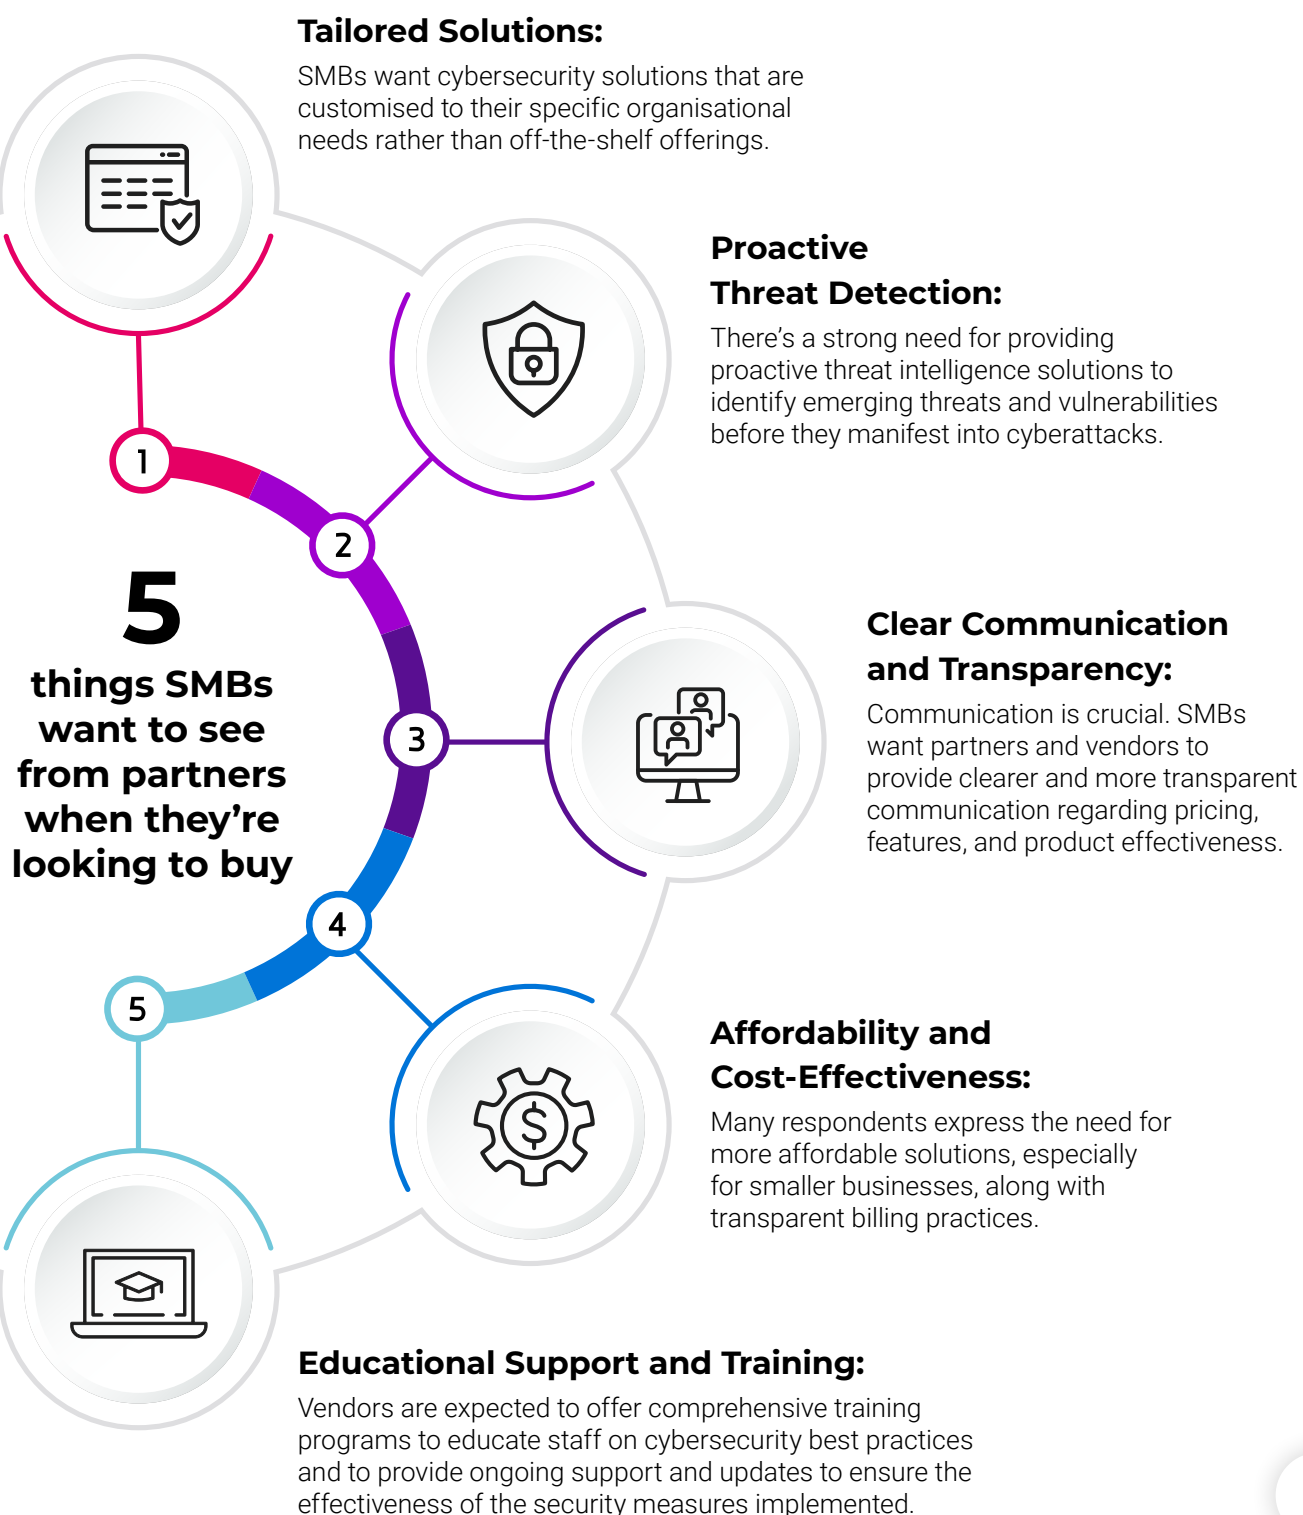 Tailored Solutions:
SMBs want cybersecurity solutions that are
customised to their specific organisational
needs rather than off-the-shelf offerings.
Proactive
Threat Detection:
There’s a strong need for providing
proactive threat intelligence solutions to
identify emerging threats and vulnerabilities
before they manifest into cyberattacks.
1
2
5
things SMBs
want to see
from partners
when they’re
looking to buy
3
Clear Communication
and Transparency:
Communication is crucial. SMBs
want partners and vendors to
provide clearer and more transparent
communication regarding pricing,
features, and product effectiveness.
4
5
Affordability and
Cost-Effectiveness:
Many respondents express the need for
more affordable solutions, especially
for smaller businesses, along with
transparent billing practices.
$
Educational Support and Training:
Vendors are expected to offer comprehensive training
programs to educate staff on cybersecurity best practices
and to provide ongoing support and updates to ensure the
effectiveness of the security measures implemented.